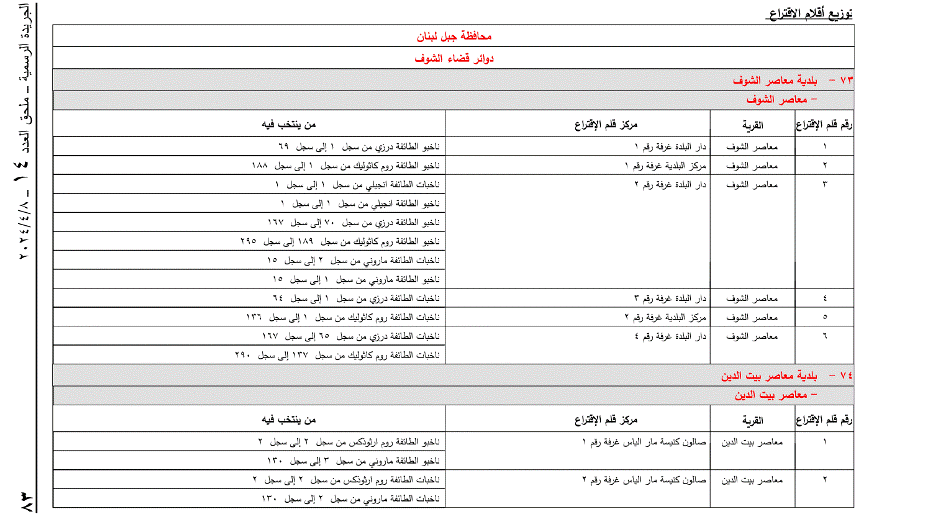 توزيع أقلام الاقتراع
محافظة جبل لبنان
دوائر قضاء الشوف
٧٣ - بلدية معاصر الشوف
- معاصر الشوف
رقم قلم الإقتراع القرية مركز قلم الإقتراع من ينتخب فيه
١ معاصر الشوف دار البلدة غرفة رقم ١ ناخبو الطائفة درزي من سجل ١ إلى سجل ٦٩
٢ معاصر الشوف مركز البلدية غرفة رقم ١ ناخبو الطائفة روم كاثوليك من سجل ١ إلى سجل ١٨٨
٣ معاصر الشوف دار البلدة غرفة رقم ٢ ناخبات الطائفة انجيلي من سجل ١ إلى سجل ١
ناخبو الطائفة انجيلي من سجل ١ إلى سجل ١
ناخبو الطائفة درزي من سجل ٧٠ إلى سجل ١٦٧
ناخبو الطائفة روم كاثوليك من سجل ١٨٩ إلى سجل ٢٩٥
ناخبات الطائفة ماروني من سجل ٢ إلى سجل ١٥
ناخبو الطائفة ماروني من سجل ١ إلى سجل ١٥
٤ معاصر الشوف دار البلدة غرفة رقم ٣ ناخبات الطائفة درزي من سجل ١ إلى سجل ٦٤
٥ معاصر الشوف مركز البلدية غرفة رقم ٢ ناخبات الطائفة روم كاثوليك من سجل ١ إلى سجل ١٣٦
٦ معاصر الشوف دار البلدة غرفة رقم ٤ ناخبات الطائفة درزي من سجل ٦٥ إلى سجل ١٦٧
ناخبات الطائفة روم كاثوليك من سجل ١٣٧ إلى سجل ٢٩٠
٧٤ - بلدية معاصر بيت الدين
- معاصر بيت الدين
رقم قلم الإقتراع القرية مركز قلم الإقتراع من ينتخب فيه
١ معاصر بيت الدين صالون كنيسة مار الياس غرفة رقم ١ ناخبو الطائفة روم ارثوذكس من سجل ٢ إلى سجل ٢
ناخبو الطائفة ماروني من سجل ٣ إلى سجل ١٣٠
٢ معاصر بيت الدين صالون كنيسة مار الياس غرفة رقم ٢ ناخبات الطائفة روم ارثوذكس من سجل ٢ إلى سجل ٢
ناخبات الطائفة ماروني من سجل ٢ إلى سجل ١٣٠
الجريدة الرسمية – ملحق العدد ١٤ – ٢٠٢٤/٤/٨
٨٣